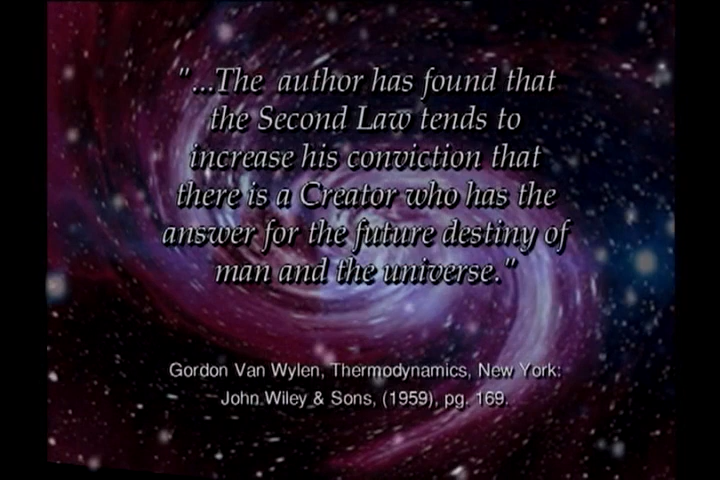 "...The author has found that
the Second Law tends to
increase his conviction that
there is a Creator who has the
answer for the future destiny of
man and the universe."
Gordon Van Wylen, Thermodynamics, New York:
John Wiley & Sons, (1959), pg. 169.